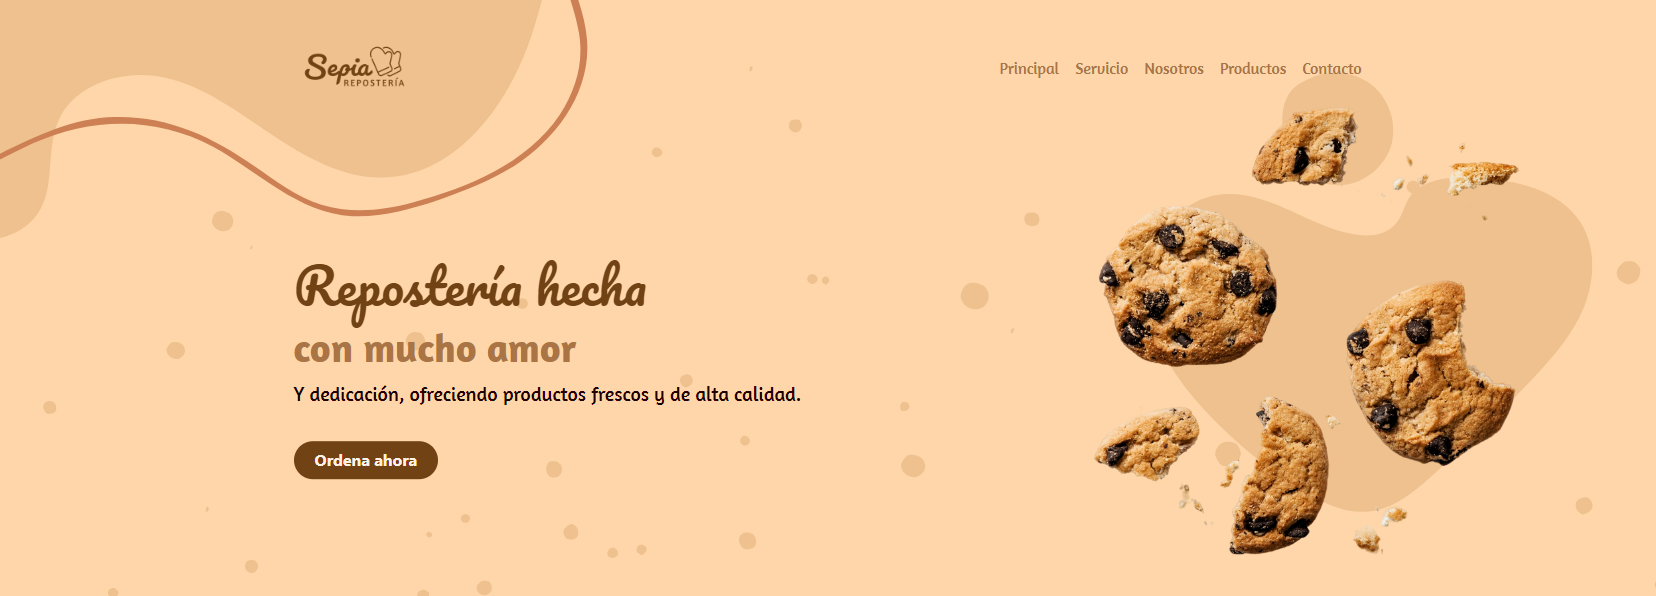 Sepia
REPOSTERÍA
Principal Servicio Nosotros Productos Contacto
Repostería hecha
con mucho amor
Y dedicación, ofreciendo productos frescos y de alta calidad.
Ordena ahora